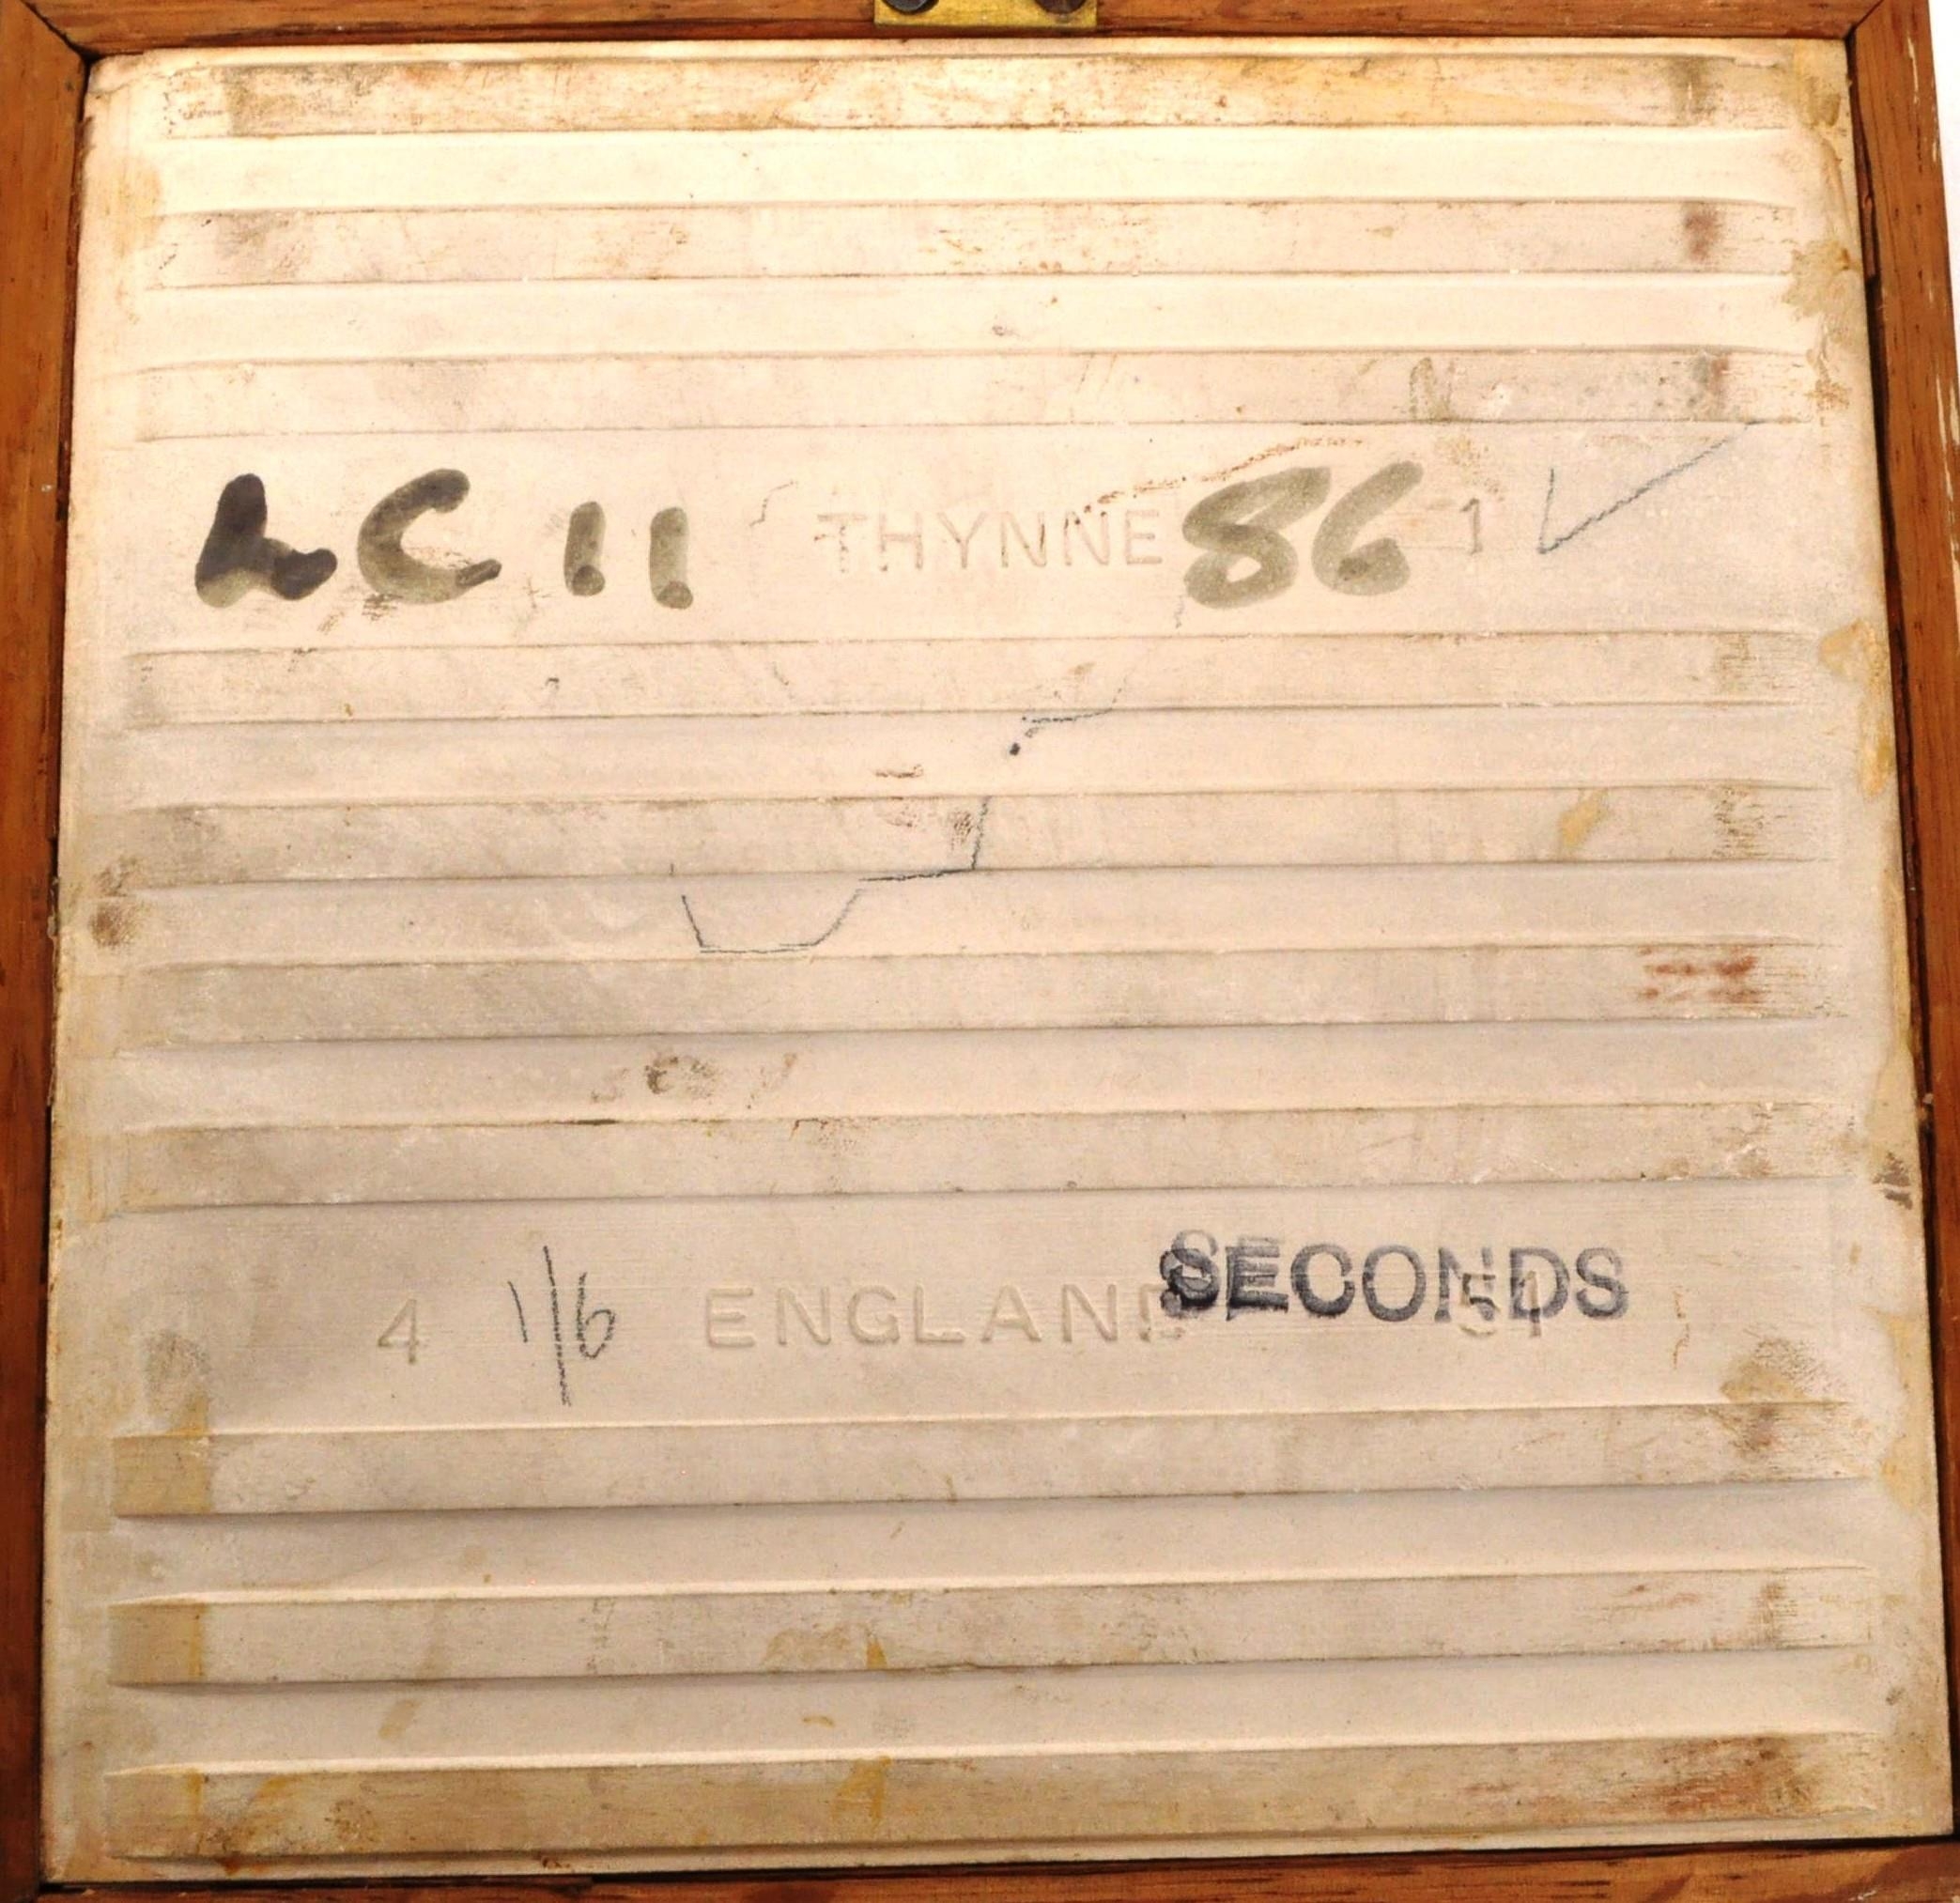 LC 11 THYNNE 86 1
SECONDS
4 1/6 ENGLAND 51